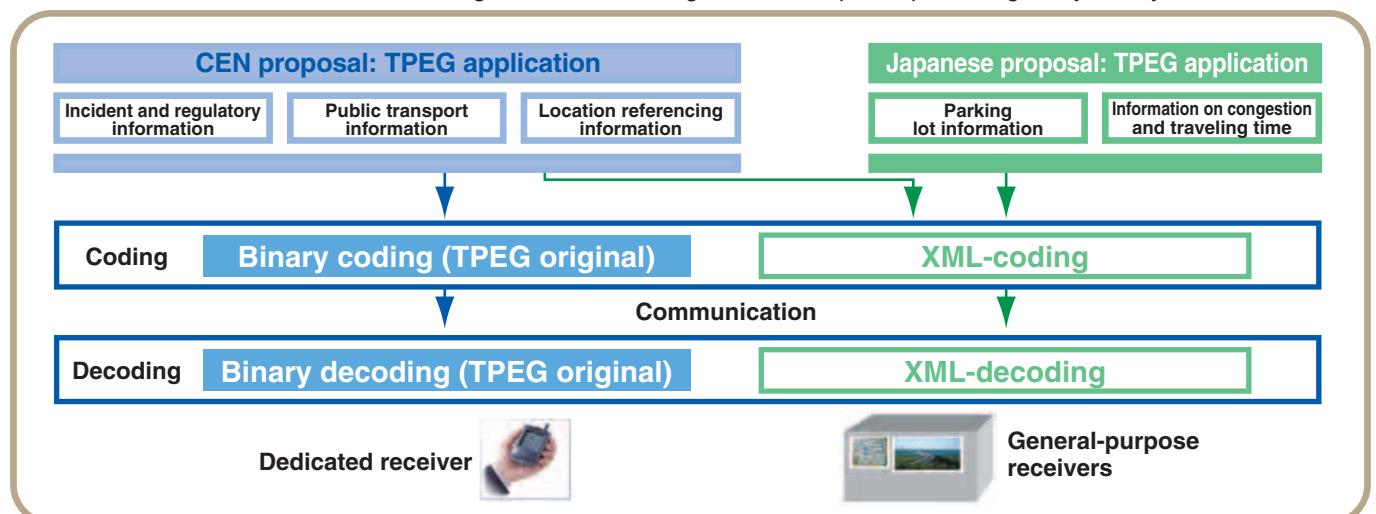 CEN proposal: TPEG application
Japanese proposal: TPEG application
Incident and regulatory
information
Public transport
information
Location referencing
information
Parking
lot information
Information on congestion
and traveling time
Coding
Binary coding (TPEG original)
XML-coding
Communication
Decoding
Binary decoding (TPEG original)
XML-decoding
Dedicated receiver
General-purpose
receivers